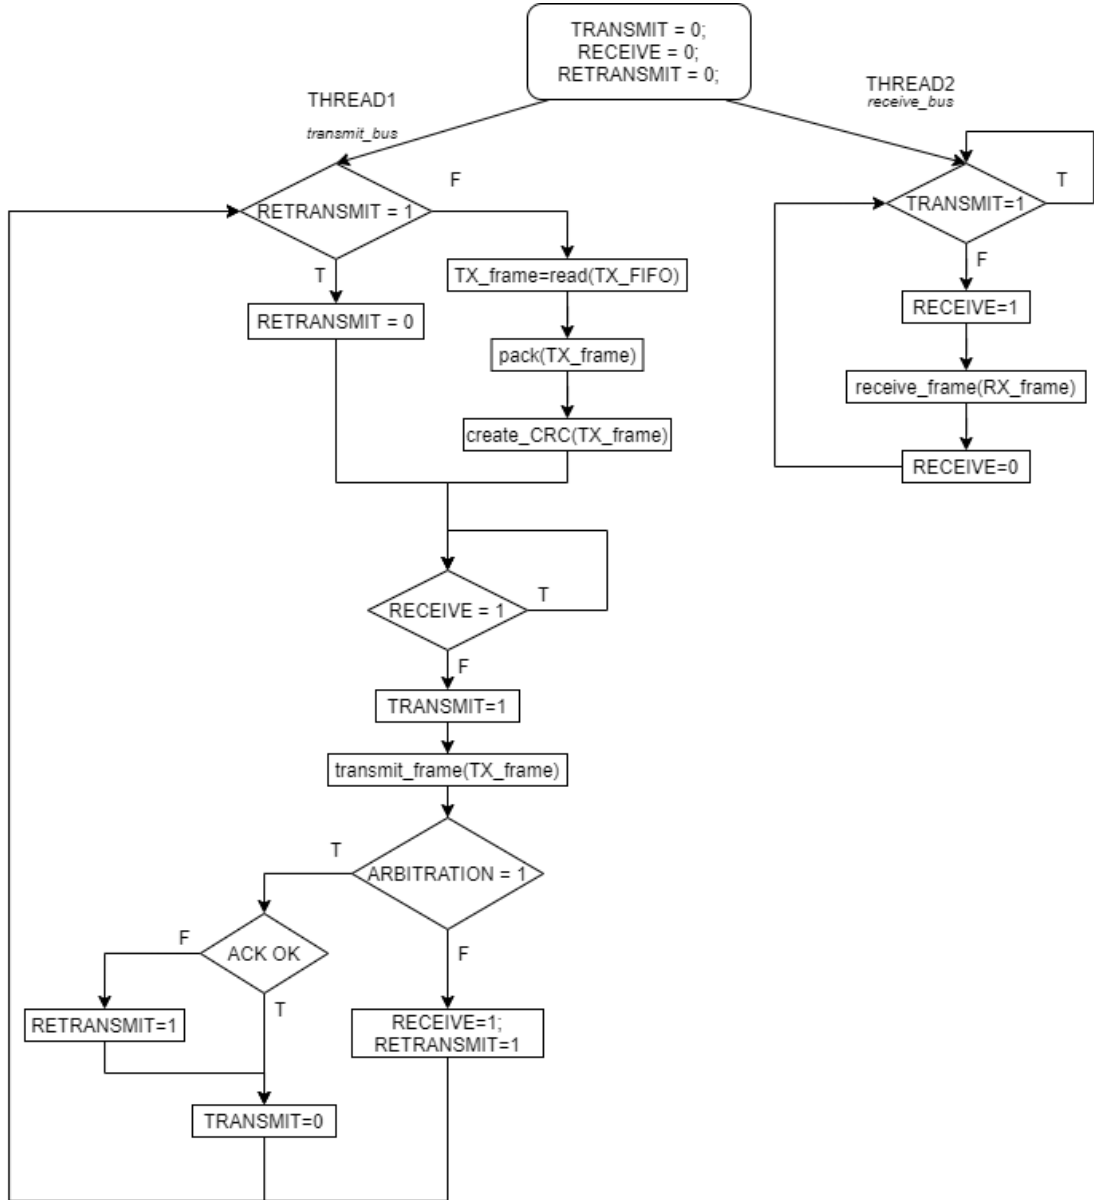 TRANSMIT = 0;
RECEIVE = 0;
RETRANSMIT = 0;
THREAD1
transmit_bus
THREAD2
receive_bus
RETRANSMIT = 1
F
T
RETRANSMIT = 0
TX_frame=read(TX_FIFO)
pack(TX_frame)
create_CRC(TX_frame)
RECEIVE = 1
T
F
TRANSMIT=1
transmit_frame(TX_frame)
ARBITRATION = 1
T
F
ACK OK
F
T
RETRANSMIT=1
RECEIVE=1;
RETRANSMIT=1
TRANSMIT=0
TRANSMIT=1
T
F
RECEIVE=1
receive_frame(RX_frame)
RECEIVE=0